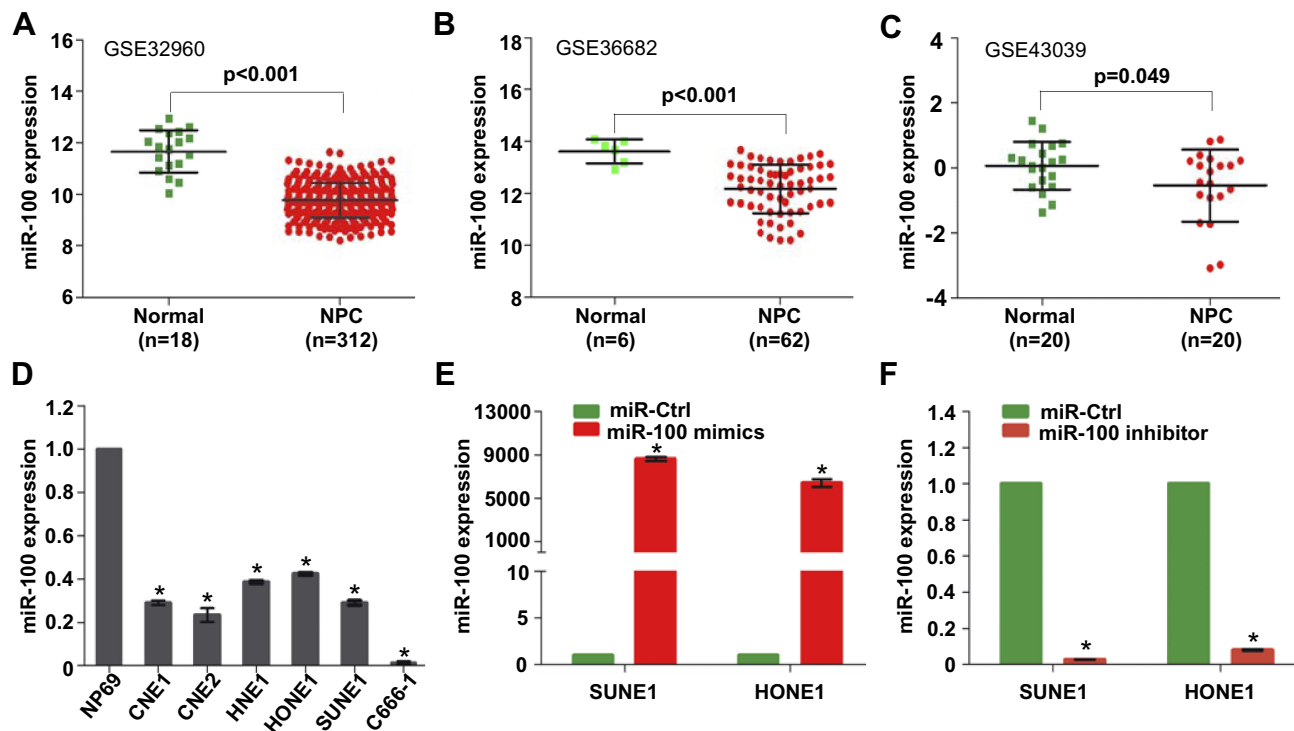 A
GSE32960
p<0.001
miR-100 expression
16
14
12
10
8
6
Normal
(n=18)
NPC
(n=312)
B
GSE36682
p<0.001
miR-100 expression
18
16
14
12
10
8
Normal
(n=6)
NPC
(n=62)
C
GSE43039
p=0.049
miR-100 expression
4
2
0
-2
-4
Normal
(n=20)
NPC
(n=20)
D
miR-100 expression
1.2
1.0
0.8
0.6
0.4
0.2
0
* * * * * *
NP69
CNE1
CNE2
HNE1
HONE1
SUNE1
C666-1
E
miR-Ctrl
miR-100 mimics
miR-100 expression
13000
9000
5000
1000
10
5
0
* *
SUNE1
HONE1
F
miR-Ctrl
miR-100 inhibitor
miR-100 expression
1.4
1.2
1.0
0.8
0.6
0.4
0.2
0
* *
SUNE1
HONE1